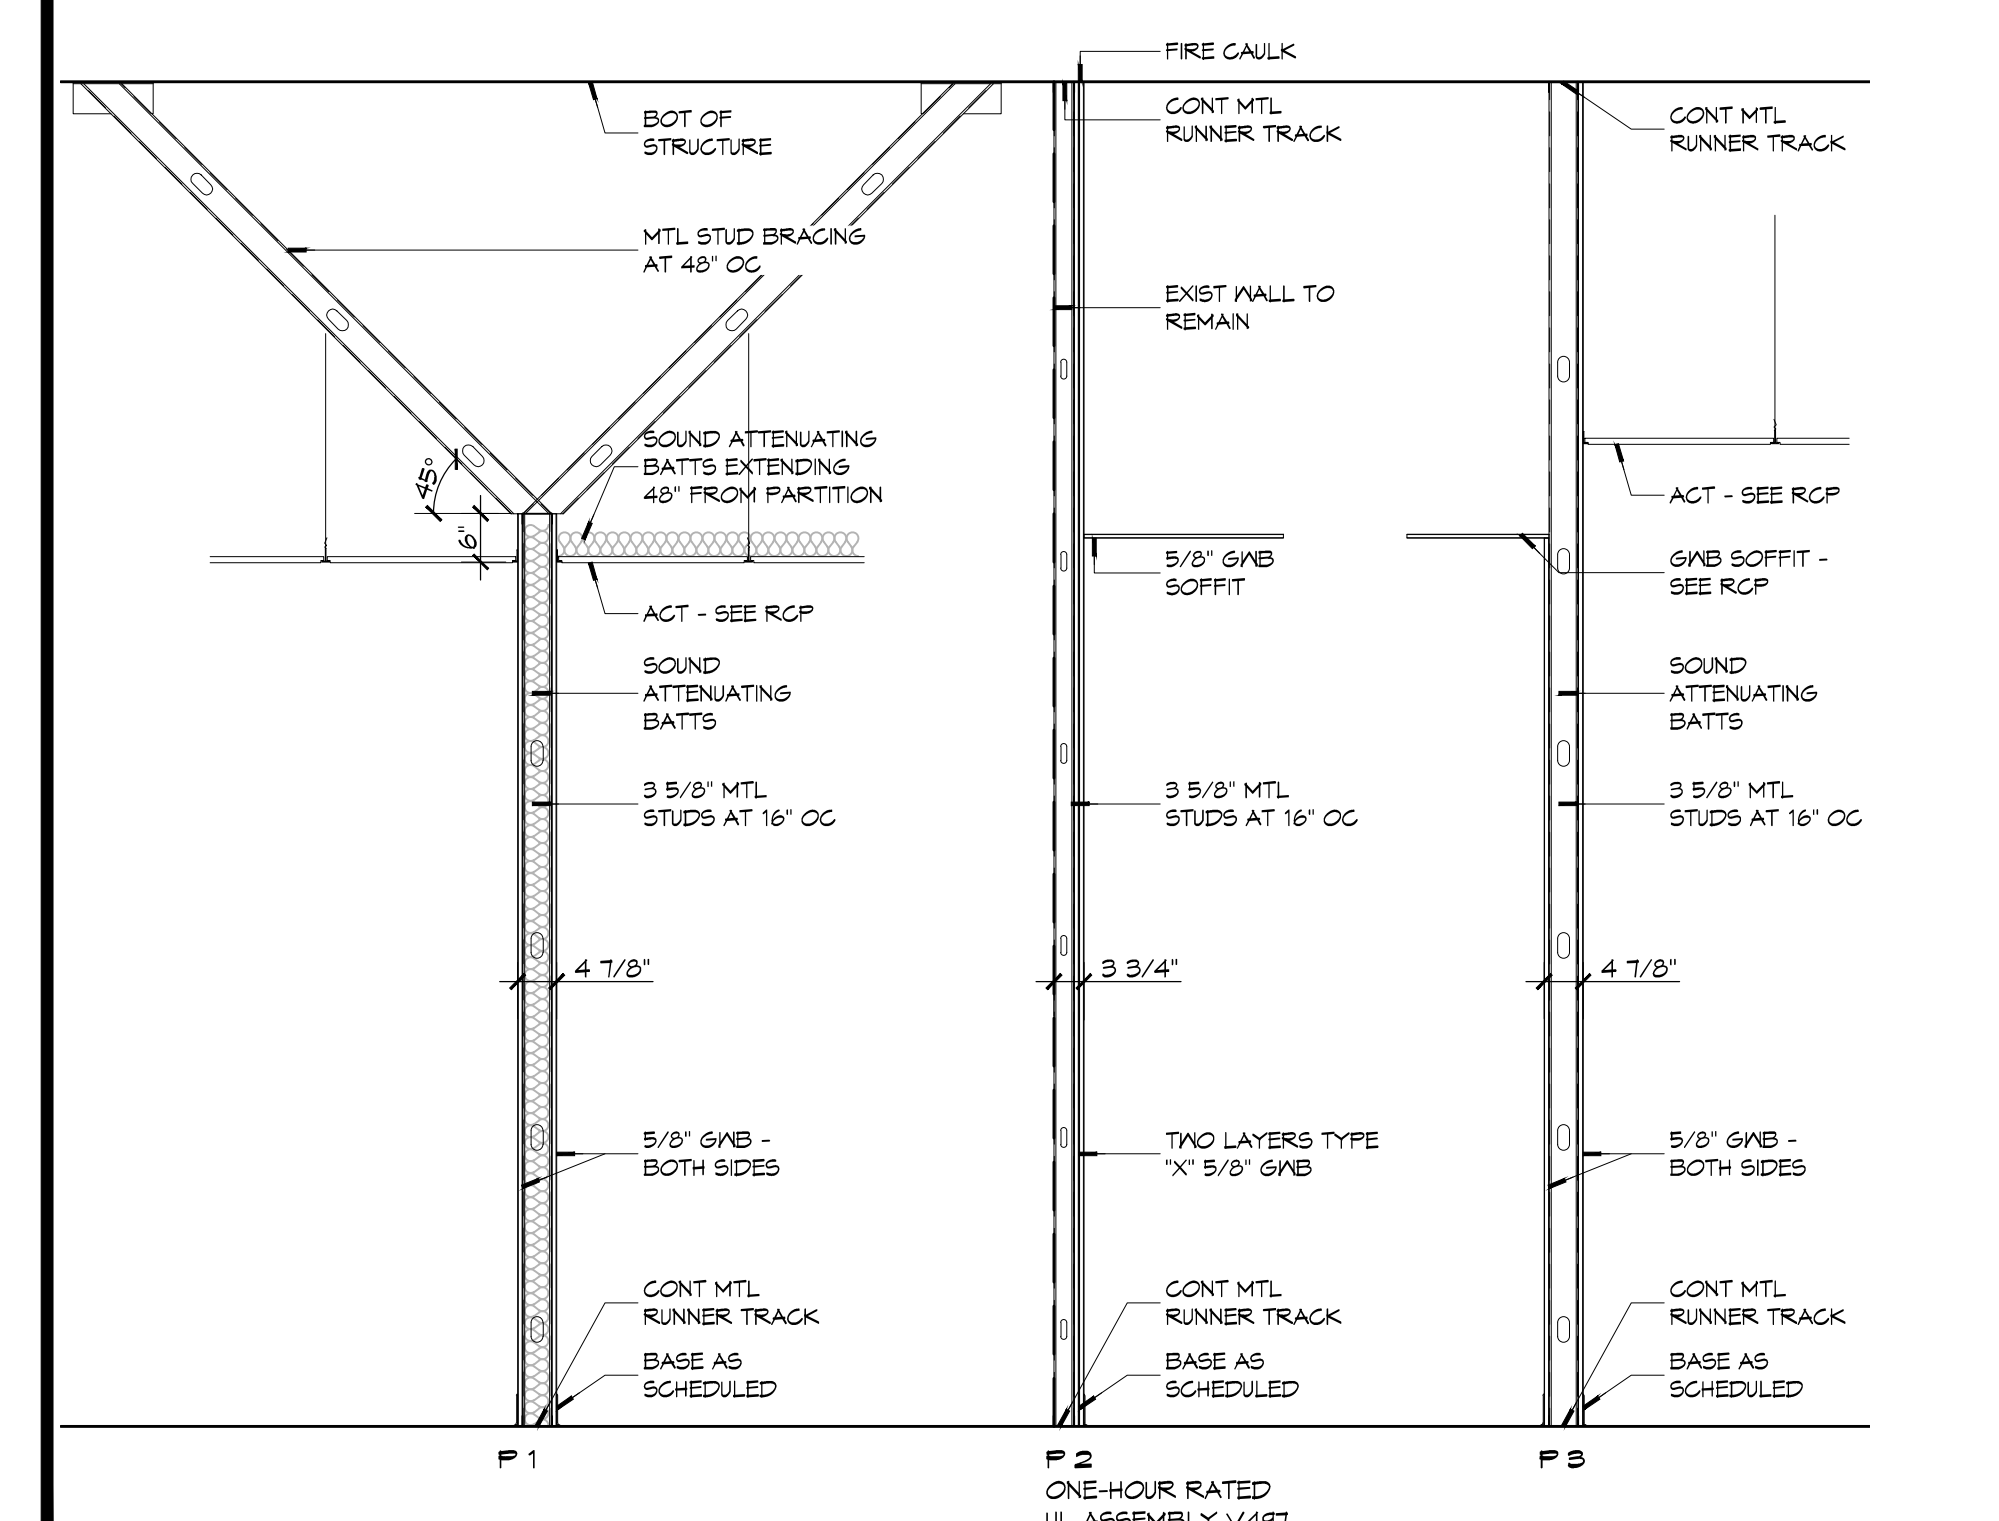 FIRE CAULK
BOT OF
STRUCTURE
MTL STUD BRACING
AT 48" OC
SOUND ATTENUATING
BATTS EXTENDING
48" FROM PARTITION
45°
6"
ACT - SEE RCP
SOUND
ATTENUATING
BATTS
3 5/8" MTL
STUDS AT 16" OC
4 7/8"
5/8" GWB -
BOTH SIDES
CONT MTL
RUNNER TRACK
BASE AS
SCHEDULED
P 1
CONT MTL
RUNNER TRACK
EXIST WALL TO
REMAIN
5/8" GWB
SOFFIT
3 5/8" MTL
STUDS AT 16" OC
3 3/4"
TWO LAYERS TYPE
"X" 5/8" GWB
CONT MTL
RUNNER TRACK
BASE AS
SCHEDULED
P 2
ONE-HOUR RATED
UL ASSEMBLY V497
CONT MTL
RUNNER TRACK
ACT - SEE RCP
GWB SOFFIT -
SEE RCP
SOUND
ATTENUATING
BATTS
3 5/8" MTL
STUDS AT 16" OC
4 7/8"
5/8" GWB -
BOTH SIDES
CONT MTL
RUNNER TRACK
BASE AS
SCHEDULED
P 3